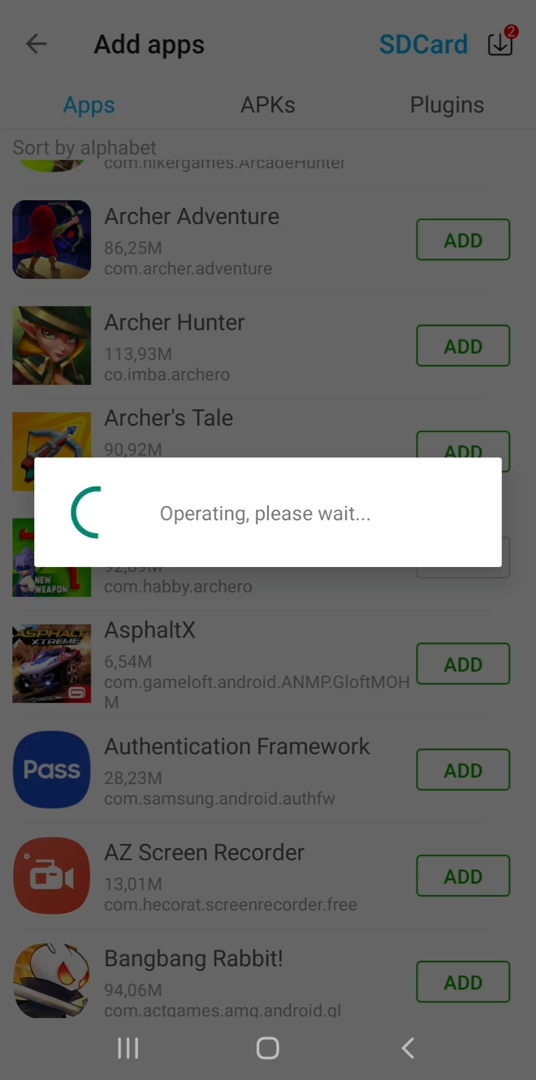 Add apps
SDCard
2
Apps
APKs
Plugins
Sort by alphabet
com.hikergames.ArcadeHunter
Archer Adventure
86,25M
com.archer.adventure
ADD
Archer Hunter
113,93M
co.imba.archero
ADD
Archer's Tale
90,92M
ADD
Operating, please wait...
NEW
WEAPON
92,89M
com.habby.archero
ASPHALT
XTREME
AsphaltX
6,54M
com.gameloft.android.ANMP.GloftMOH
M
ADD
Pass
Authentication Framework
28,23M
com.samsung.android.authfw
ADD
AZ Screen Recorder
13,01M
com.hecorat.screenrecorder.free
ADD
Bangbang Rabbit!
94,06M
com.actgames.amg.android.gl
ADD